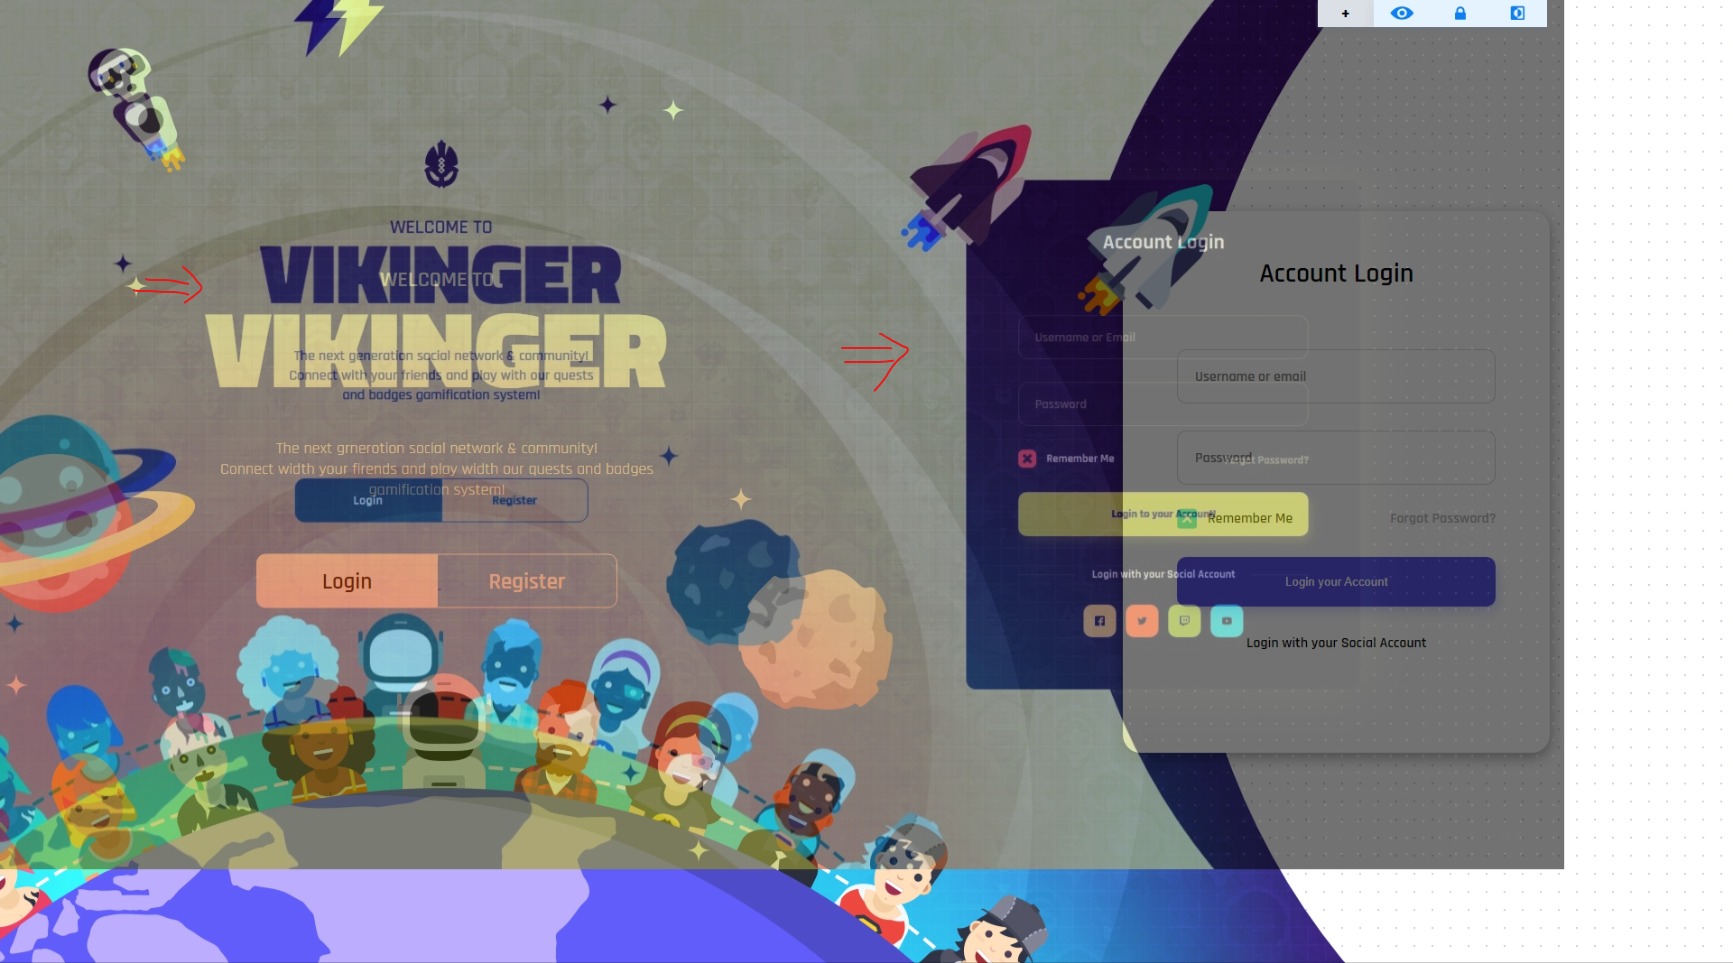 +
WELCOME TO
VIKINGER
WELCOME TO
VIKINGER
The next generation social network & community!
Connect with your friends and play with our quests
and badges gamification system!
The next grneration social network & community!
Connect width your firends and play width our quests and badges
gamification system!
Login Register
Login Register
Account Login
Username or Email
Password
Remember Me
Forgot Password?
Login to your Account!
Login with your Social Account
Account Login
Username or email
Password
Remember Me Forgot Password?
Login your Account
Login with your Social Account